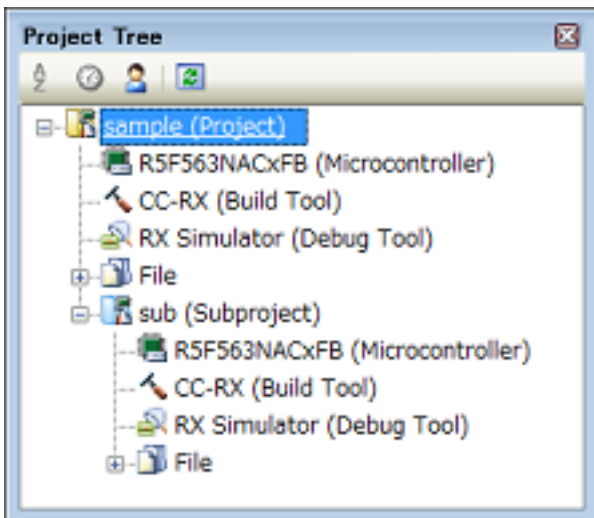 Project Tree
sample (Project)
R5F563NACxFB (Microcontroller)
CC-RX (Build Tool)
RX Simulator (Debug Tool)
File
sub (Subproject)
R5F563NACxFB (Microcontroller)
CC-RX (Build Tool)
RX Simulator (Debug Tool)
File